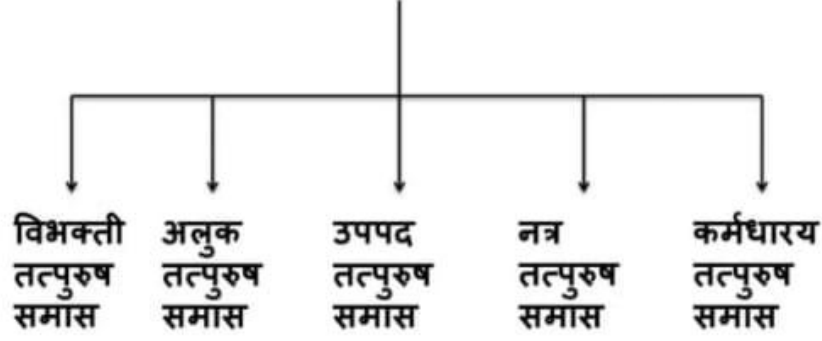 विभक्ती अलुक उपपद नत्र कर्मधारय
तत्पुरुष तत्पुरुष तत्पुरुष तत्पुरुष तत्पुरुष
समास समास समास समास समास